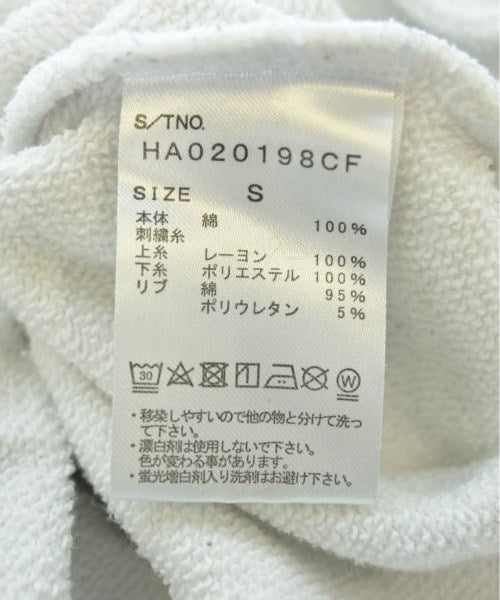 S/TNO.
HA020198CF
SIZE S
本体 綿 100%
刺繍糸
上糸 レーヨン 100%
下糸 ポリエステル 100%
リブ 綿 95%
ポリウレタン 5%
30 W
・移染しやすいので他の物と分けて洗っ
て下さい。
・漂白剤は使用しないで下さい。
色が変わる事があります。
・蛍光増白剤入り洗剤はお避け下さい。